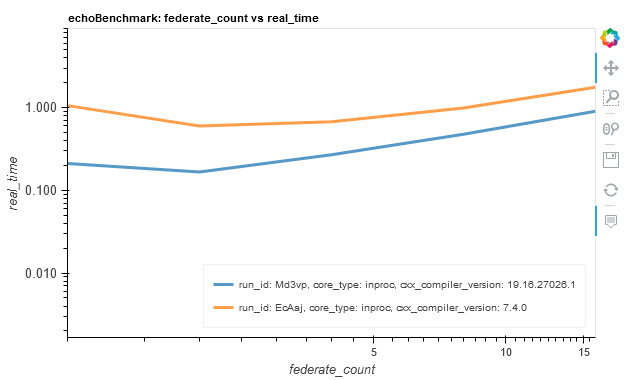 echoBenchmark: federate_count vs real_time
1.000
0.100
0.010
real_time
run_id: Md3vp, core_type: inproc, cxx_compiler_version: 19.16.27026.1
run_id: EcAaj, core_type: inproc, cxx_compiler_version: 7.4.0
5
10
15
federate_count